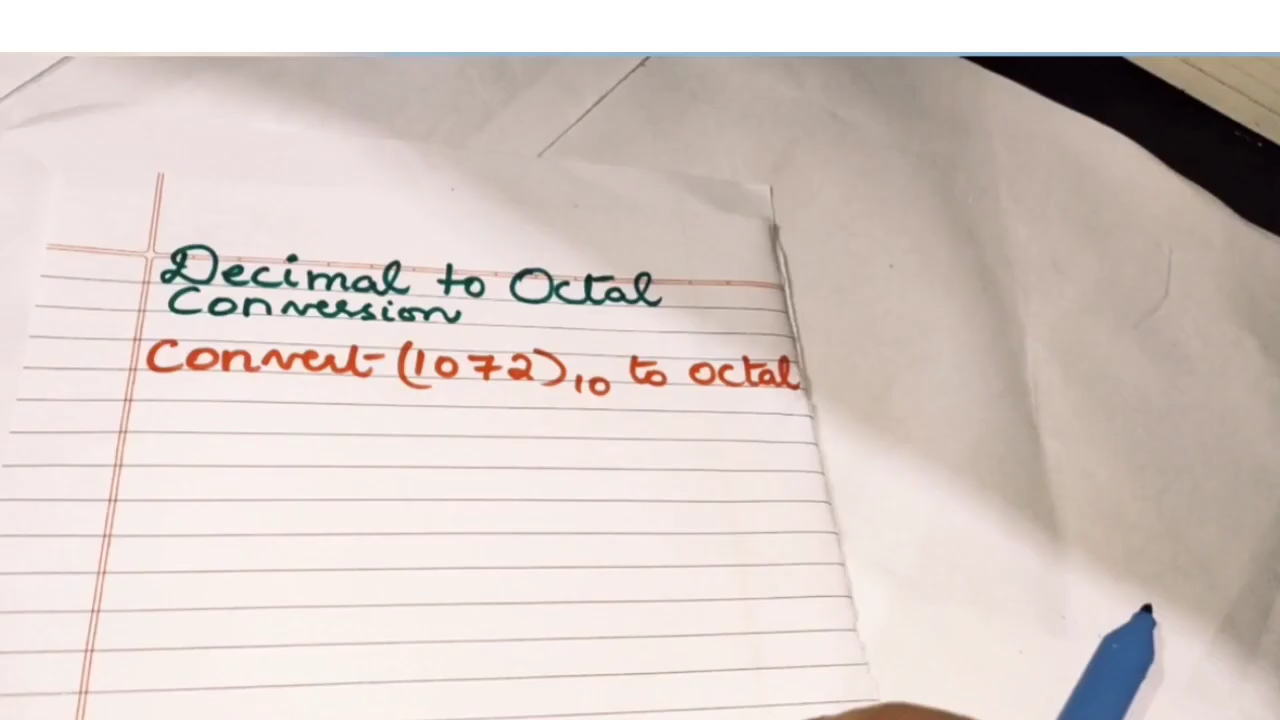 Decimal to Octal
Conversion
Convert (1072)₁₀ to octal